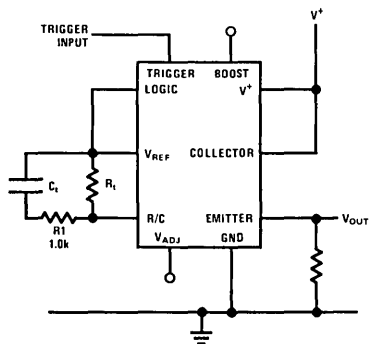 V+
TRIGGER
INPUT
TRIGGER BOOST
LOGIC V+
VREF COLLECTOR
Ct Rt
R/C EMITTER VOUT
R1
1.0k
VADJ GND